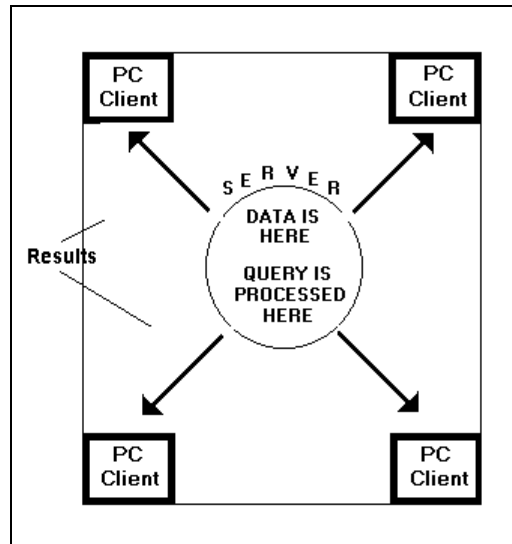 PC
Client
PC
Client
SERVER
DATA IS
HERE
QUERY IS
PROCESSED
HERE
Results
PC
Client
PC
Client